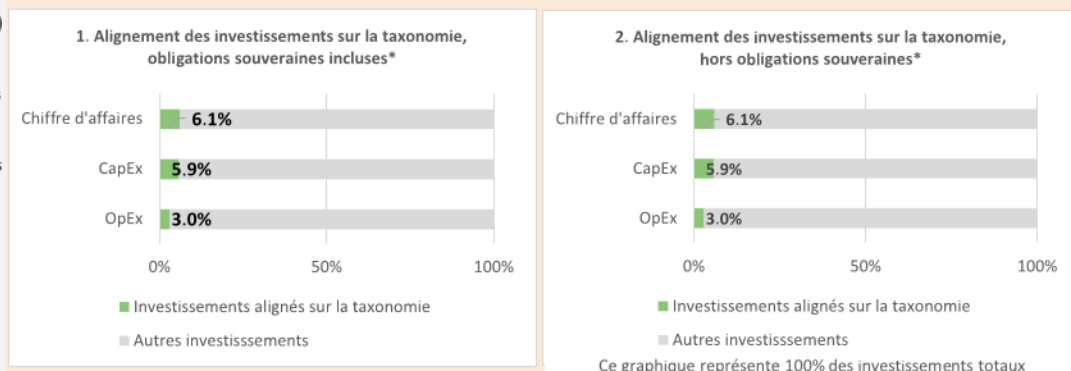 1. Alignement des investissements sur la taxonomie,
obligations souveraines incluses*
Chiffre d'affaires
6.1%
CapEx
5.9%
OpEx
3.0%
0%
50%
100%
Investissements alignés sur la taxonomie
Autres investisssements
2. Alignement des investissements sur la taxonomie,
hors obligations souveraines*
Chiffre d'affaires
6.1%
CapEx
5.9%
OpEx
3.0%
0%
50%
100%
Investissements alignés sur la taxonomie
Autres investisssements
Ce graphique représente 100% des investissements totaux